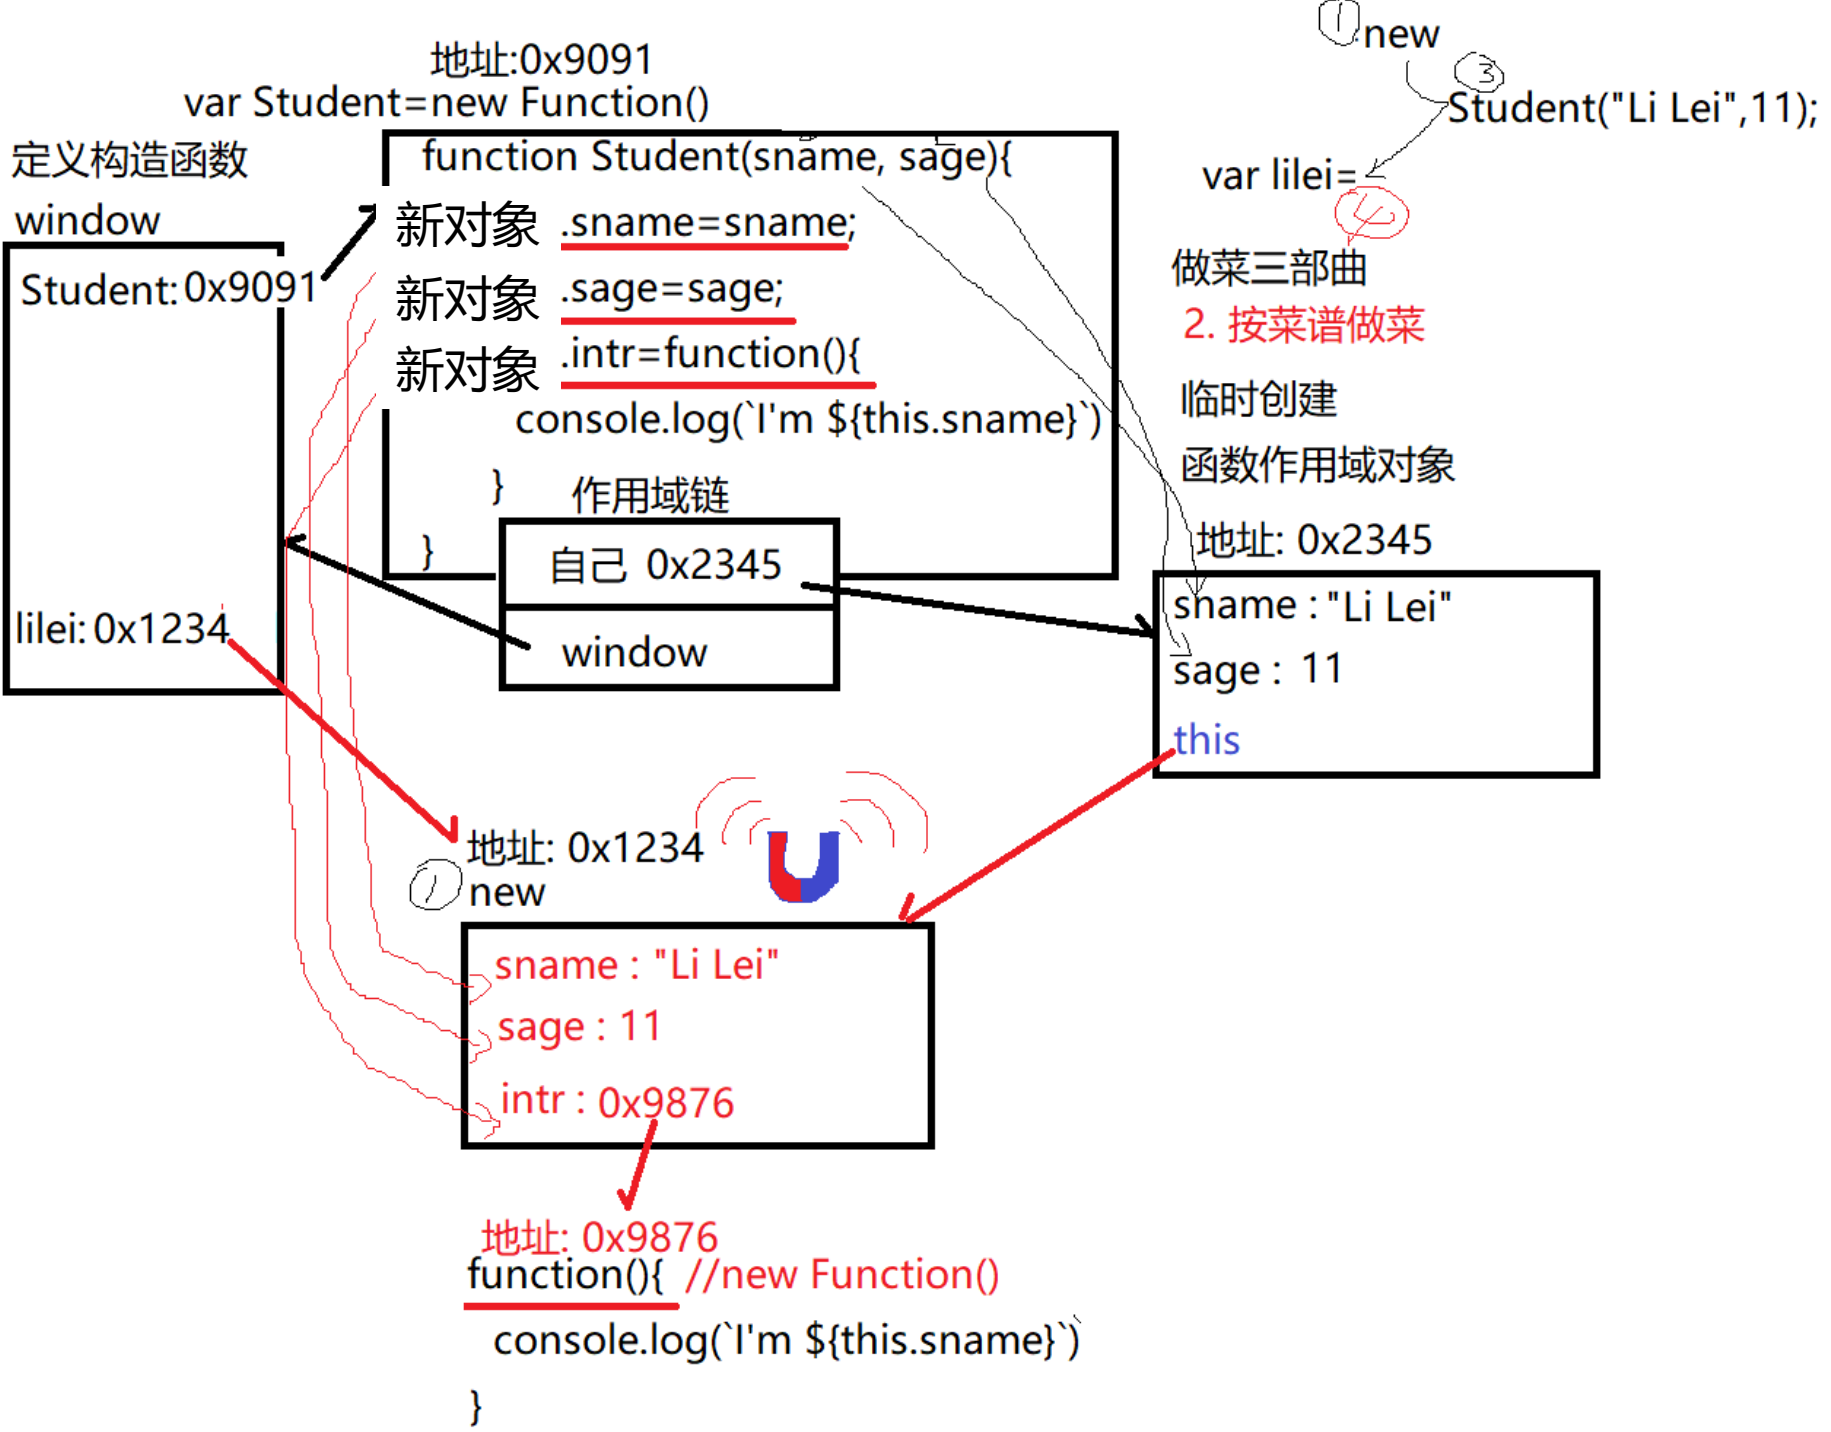 地址:0x9091
var Student=new Function()
定义构造函数
window
Student: 0x9091
lilei: 0x1234
function Student(sname, sage){
新对象 .sname=sname;
新对象 .sage=sage;
新对象 .intr=function(){
console.log(`I'm ${this.sname}`)
}
}
作用域链
自己 0x2345
window
① new
③
Student("Li Lei",11);
var lilei=
④
做菜三部曲
2. 按菜谱做菜
临时创建
函数作用域对象
地址: 0x2345
sname : "Li Lei"
sage : 11
this
地址: 0x1234
① new
sname : "Li Lei"
sage : 11
intr : 0x9876
地址: 0x9876
function(){ //new Function()
console.log(`I'm ${this.sname}`)
}